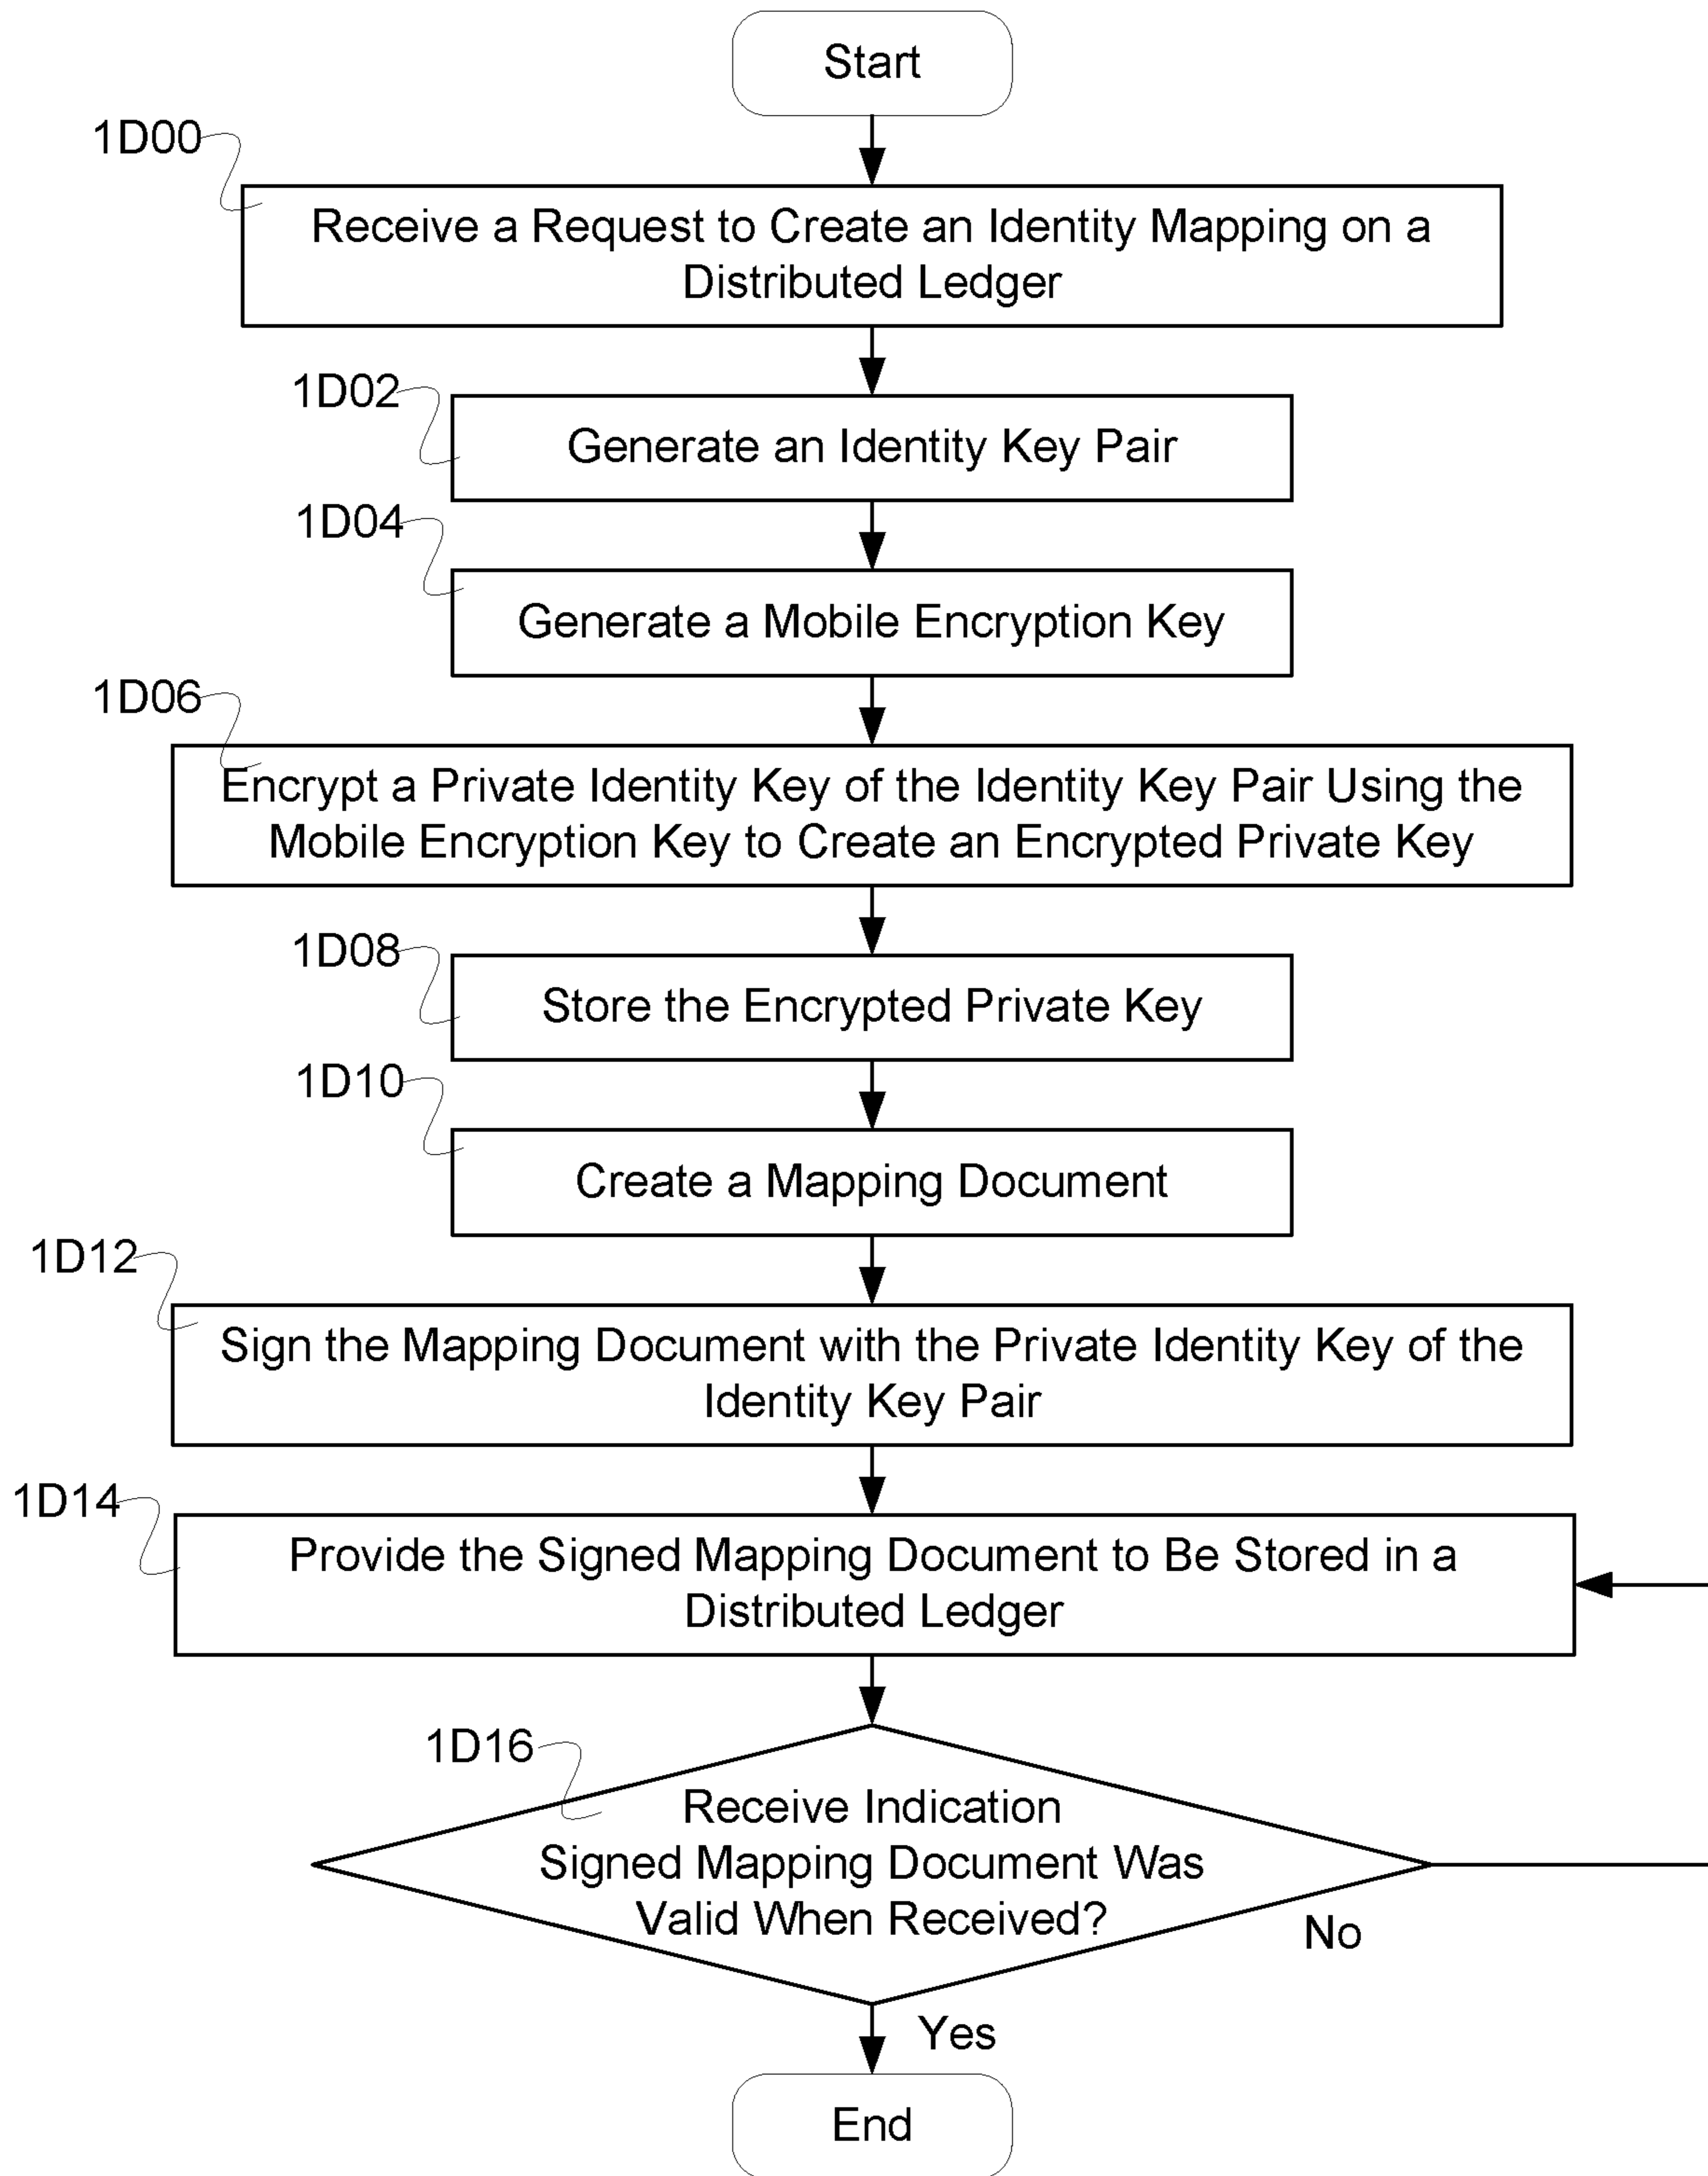 Start
1D00
Receive a Request to Create an Identity Mapping on a
Distributed Ledger
1D02
Generate an Identity Key Pair
1D04
Generate a Mobile Encryption Key
1D06
Encrypt a Private Identity Key of the Identity Key Pair Using the
Mobile Encryption Key to Create an Encrypted Private Key
1D08
Store the Encrypted Private Key
1D10
Create a Mapping Document
1D12
Sign the Mapping Document with the Private Identity Key of the
Identity Key Pair
1D14
Provide the Signed Mapping Document to Be Stored in a
Distributed Ledger
1D16
Receive Indication
Signed Mapping Document Was
Valid When Received?
No
Yes
End